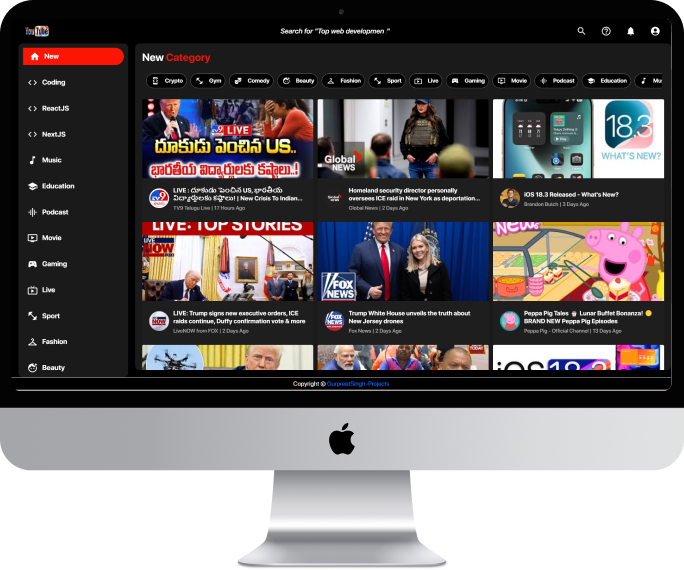 YouTube
Search for "Top web developmen "
New
Coding
ReactJS
NextJS
Music
Education
Podcast
Movie
Gaming
Live
Sport
Fashion
Beauty
New Category
Crypto
Gym
Comedy
Beauty
Fashion
Sport
Live
Gaming
Movie
Podcast
Education
Mu
LIVE
దూకుడు పెంచిన US..
భారతీయ విద్యార్థులకు కష్టాలు..!
LIVE : దూకుడు పెంచిన US, భారతీయ
విద్యార్థులకు కష్టాలు! | New Crisis To Indian...
TV9 Telugu Live | 17 Hours Ago
Global
NEWS
Homeland security director personally
oversees ICE raid in New York as deportation...
Global News | 2 Days Ago
18.3
WHAT'S NEW?
iOS 18.3 Released - What's New?
Brandon Butch | 3 Days Ago
LIVE: TOP STORIES
LIVE
NOW
LIVE: Trump signs new executive orders, ICE
raids continue, Duffy confirmation vote & more
LiveNOW from FOX | 2 Days Ago
FOX
NEWS
Trump White House unveils the truth about
New Jersey drones
Fox News | 2 Days Ago
New
Peppa Pig Tales 🧧 Lunar Buffet Bonanza! 🌕
BRAND NEW Peppa Pig Episodes
Peppa Pig - Official Channel | 13 Days Ago
Copyright @ GurpreetSingh-Projects